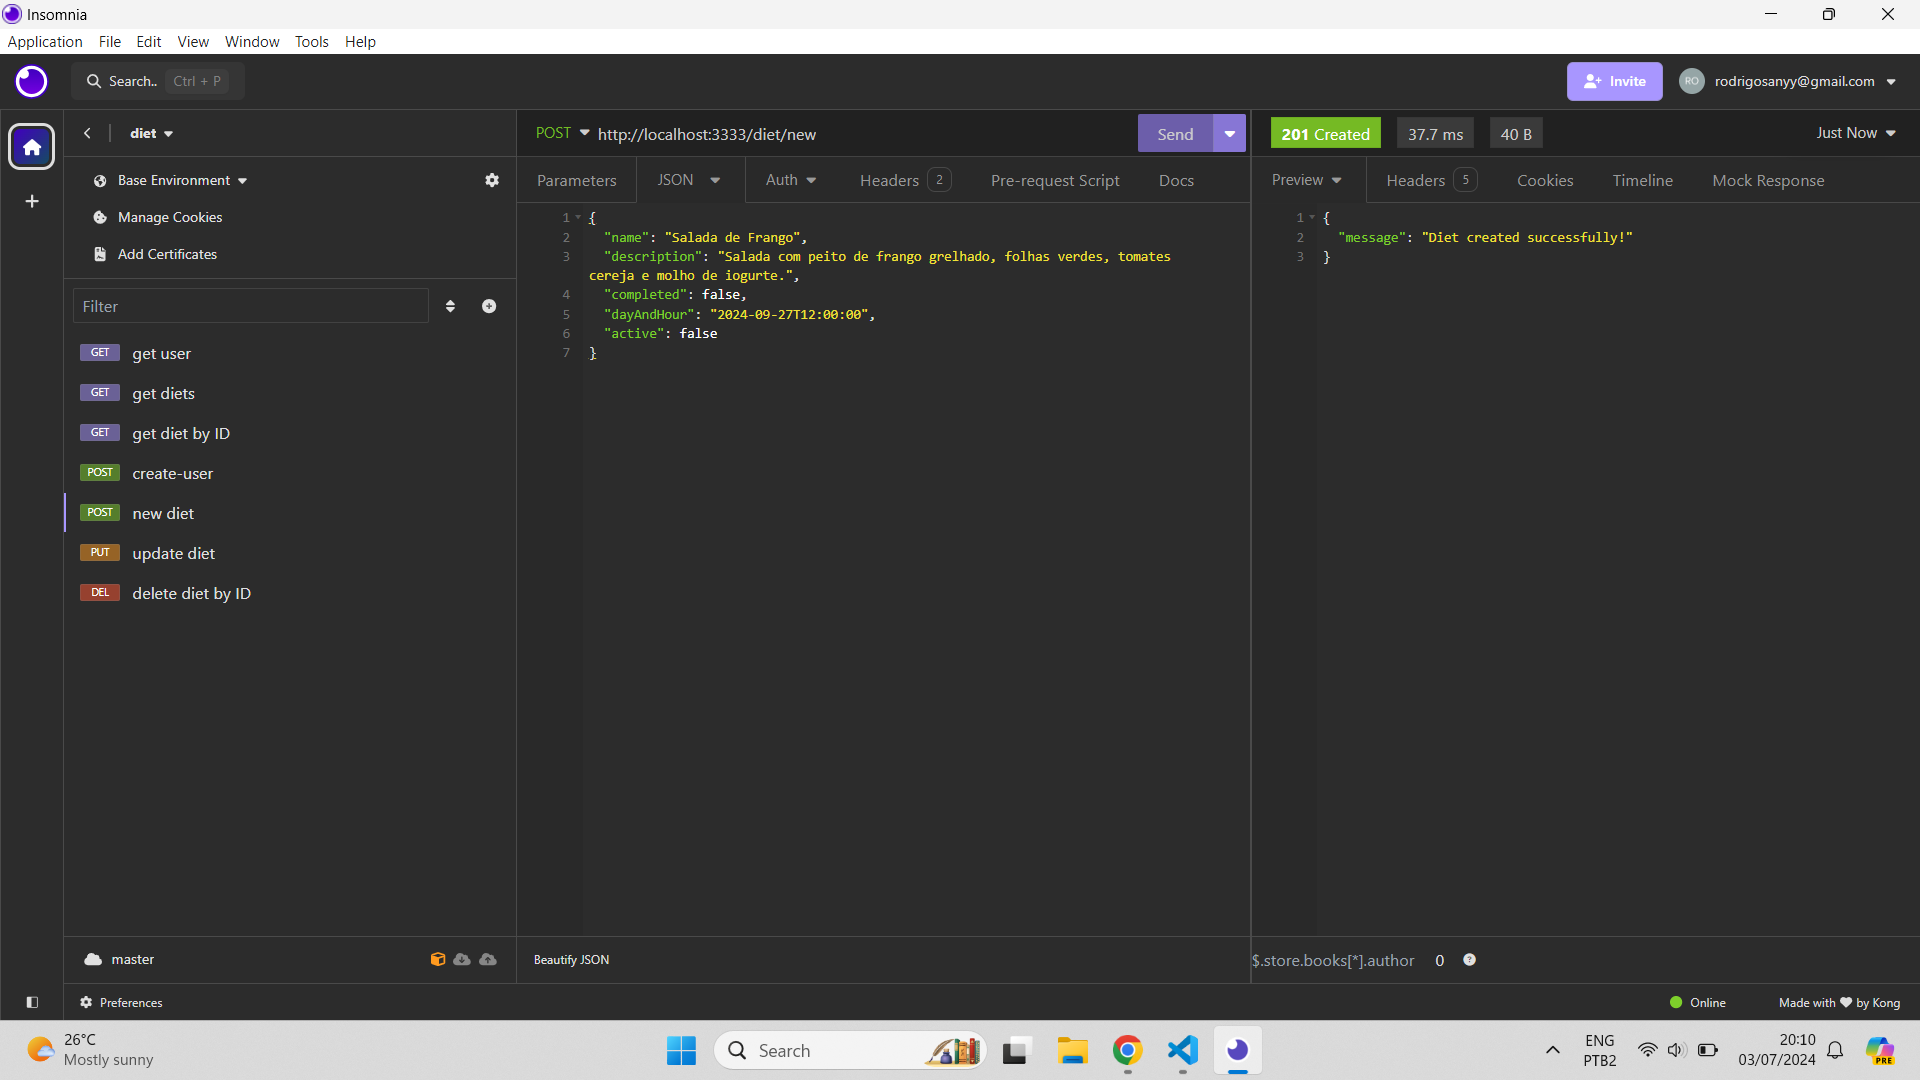 Insomnia
Application File Edit View Window Tools Help
Search.. Ctrl + P
Invite
RO rodrigosanyy@gmail.com
diet
POST http://localhost:3333/diet/new
Send
201 Created 37.7 ms 40 B
Just Now
Base Environment
Manage Cookies
Add Certificates
Filter
GET get user
GET get diets
GET get diet by ID
POST create-user
POST new diet
PUT update diet
DEL delete diet by ID
Parameters JSON Auth Headers 2 Pre-request Script Docs
1 {
2 "name": "Salada de Frango",
3 "description": "Salada com peito de frango grelhado, folhas verdes, tomates
cereja e molho de iogurte.",
4 "completed": false,
5 "dayAndHour": "2024-09-27T12:00:00",
6 "active": false
7 }
Preview Headers 5 Cookies Timeline Mock Response
1 {
2 "message": "Diet created successfully!"
3 }
master
Beautify JSON
$.store.books[*].author 0 ?
Preferences
Online
Made with ❤ by Kong
26°C
Mostly sunny
Search
ENG
PTB2
20:10
03/07/2024
PRE